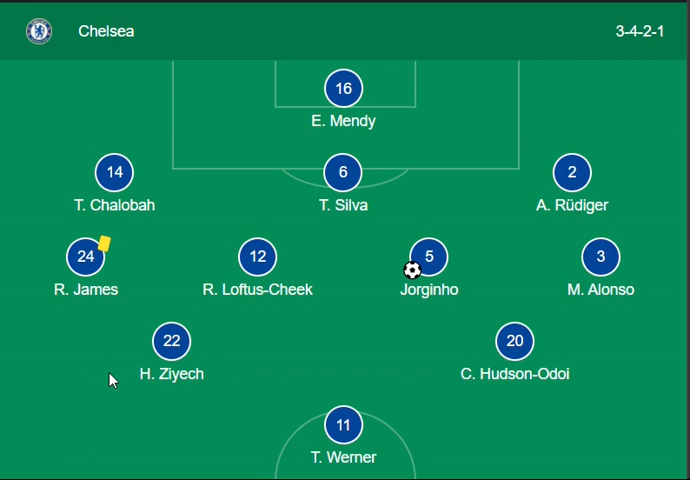 Chelsea 3-4-2-1
16
E. Mendy
14 6 2
T. Chalobah T. Silva A. Rüdiger
24 12 5 3
R. James R. Loftus-Cheek Jorginho M. Alonso
22 20
H. Ziyech C. Hudson-Odoi
11
T. Werner